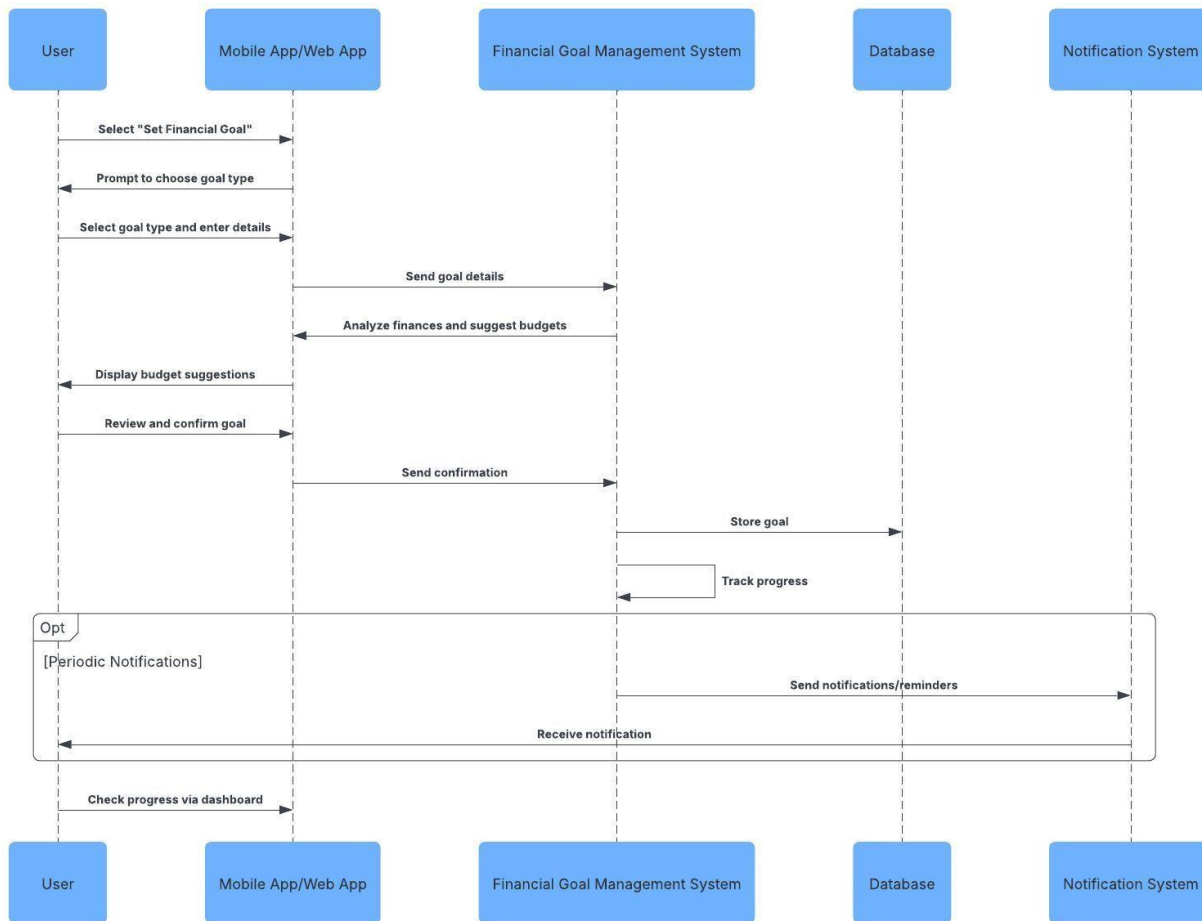 User
Mobile App/Web App
Financial Goal Management System
Database
Notification System
Select "Set Financial Goal"
Prompt to choose goal type
Select goal type and enter details
Send goal details
Analyze finances and suggest budgets
Display budget suggestions
Review and confirm goal
Send confirmation
Store goal
Track progress
Opt
[Periodic Notifications]
Send notifications/reminders
Receive notification
Check progress via dashboard
User
Mobile App/Web App
Financial Goal Management System
Database
Notification System